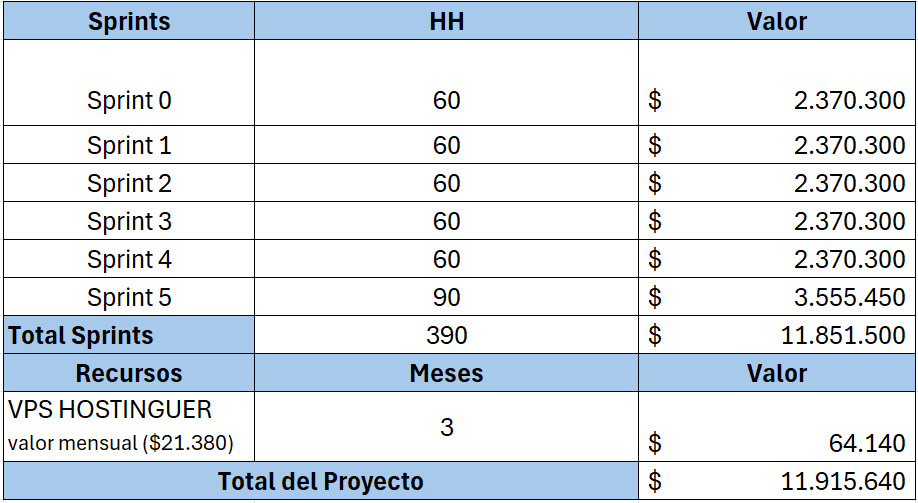 Sprints HH Valor
Sprint 0 60 $ 2.370.300
Sprint 1 60 $ 2.370.300
Sprint 2 60 $ 2.370.300
Sprint 3 60 $ 2.370.300
Sprint 4 60 $ 2.370.300
Sprint 5 90 $ 3.555.450
Total Sprints 390 $ 11.851.500
Recursos Meses Valor
VPS HOSTINGUER
valor mensual ($21.380) 3 $ 64.140
Total del Proyecto $ 11.915.640